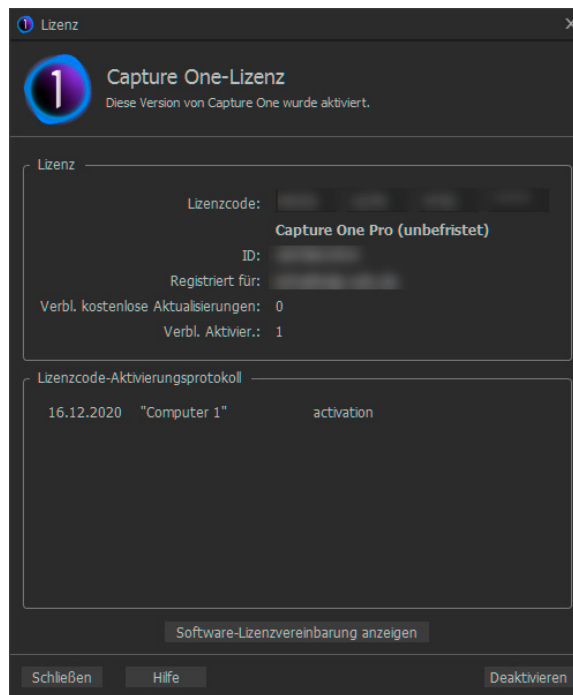 Lizenz
Capture One-Lizenz
Diese Version von Capture One wurde aktiviert.
Lizenz
Lizenzcode:
Capture One Pro (unbefristet)
ID:
Registriert für:
Verbl. kostenlose Aktualisierungen: 0
Verbl. Aktivier.: 1
Lizenzcode-Aktivierungsprotokoll
16.12.2020 "Computer 1" activation
Software-Lizenzvereinbarung anzeigen
Schließen Hilfe Deaktivieren